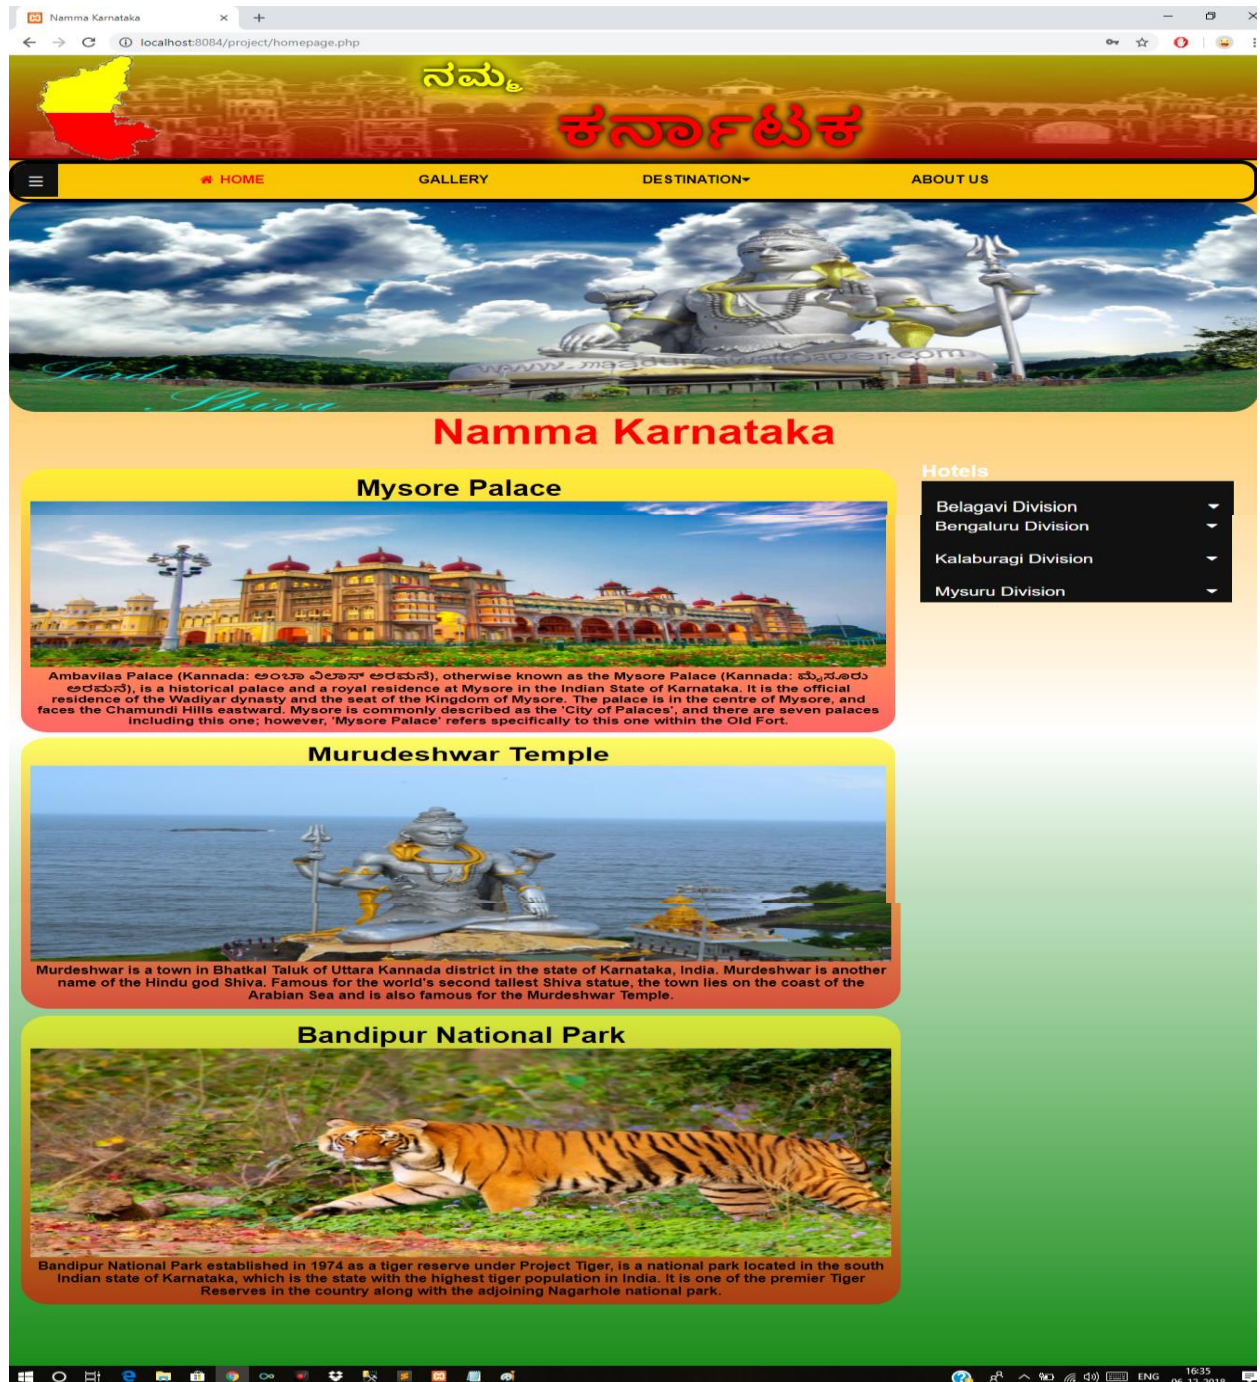 Namma Karnataka
localhost:8084/project/homepage.php
ನಮ್ಮ
ಕರ್ನಾಟಕ
HOME GALLERY DESTINATION ABOUT US
Lord
Shiva
Namma Karnataka
Mysore Palace
Ambavilas Palace (Kannada: ಅಂಬಾ ವಿಲಾಸ್ ಅರಮನೆ), otherwise known as the Mysore Palace (Kannada: ಮೈಸೂರು
ಅರಮನೆ), is a historical palace and a royal residence at Mysore in the Indian State of Karnataka. It is the official
residence of the Wadiyar dynasty and the seat of the Kingdom of Mysore. The palace is in the centre of Mysore, and
faces the Chamundi Hills eastward. Mysore is commonly described as the 'City of Palaces', and there are seven palaces
including this one; however, 'Mysore Palace' refers specifically to this one within the Old Fort.
Murudeshwar Temple
Murdeshwar is a town in Bhatkal Taluk of Uttara Kannada district in the state of Karnataka, India. Murdeshwar is another
name of the Hindu god Shiva. Famous for the world's second tallest Shiva statue, the town lies on the coast of the
Arabian Sea and is also famous for the Murdeshwar Temple.
Bandipur National Park
Bandipur National Park established in 1974 as a tiger reserve under Project Tiger, is a national park located in the south
Indian state of Karnataka, which is the state with the highest tiger population in India. It is one of the premier Tiger
Reserves in the country along with the adjoining Nagarhole national park.
Hotels
Belagavi Division
Bengaluru Division
Kalaburagi Division
Mysuru Division
ENG
16:35
06-12-2018